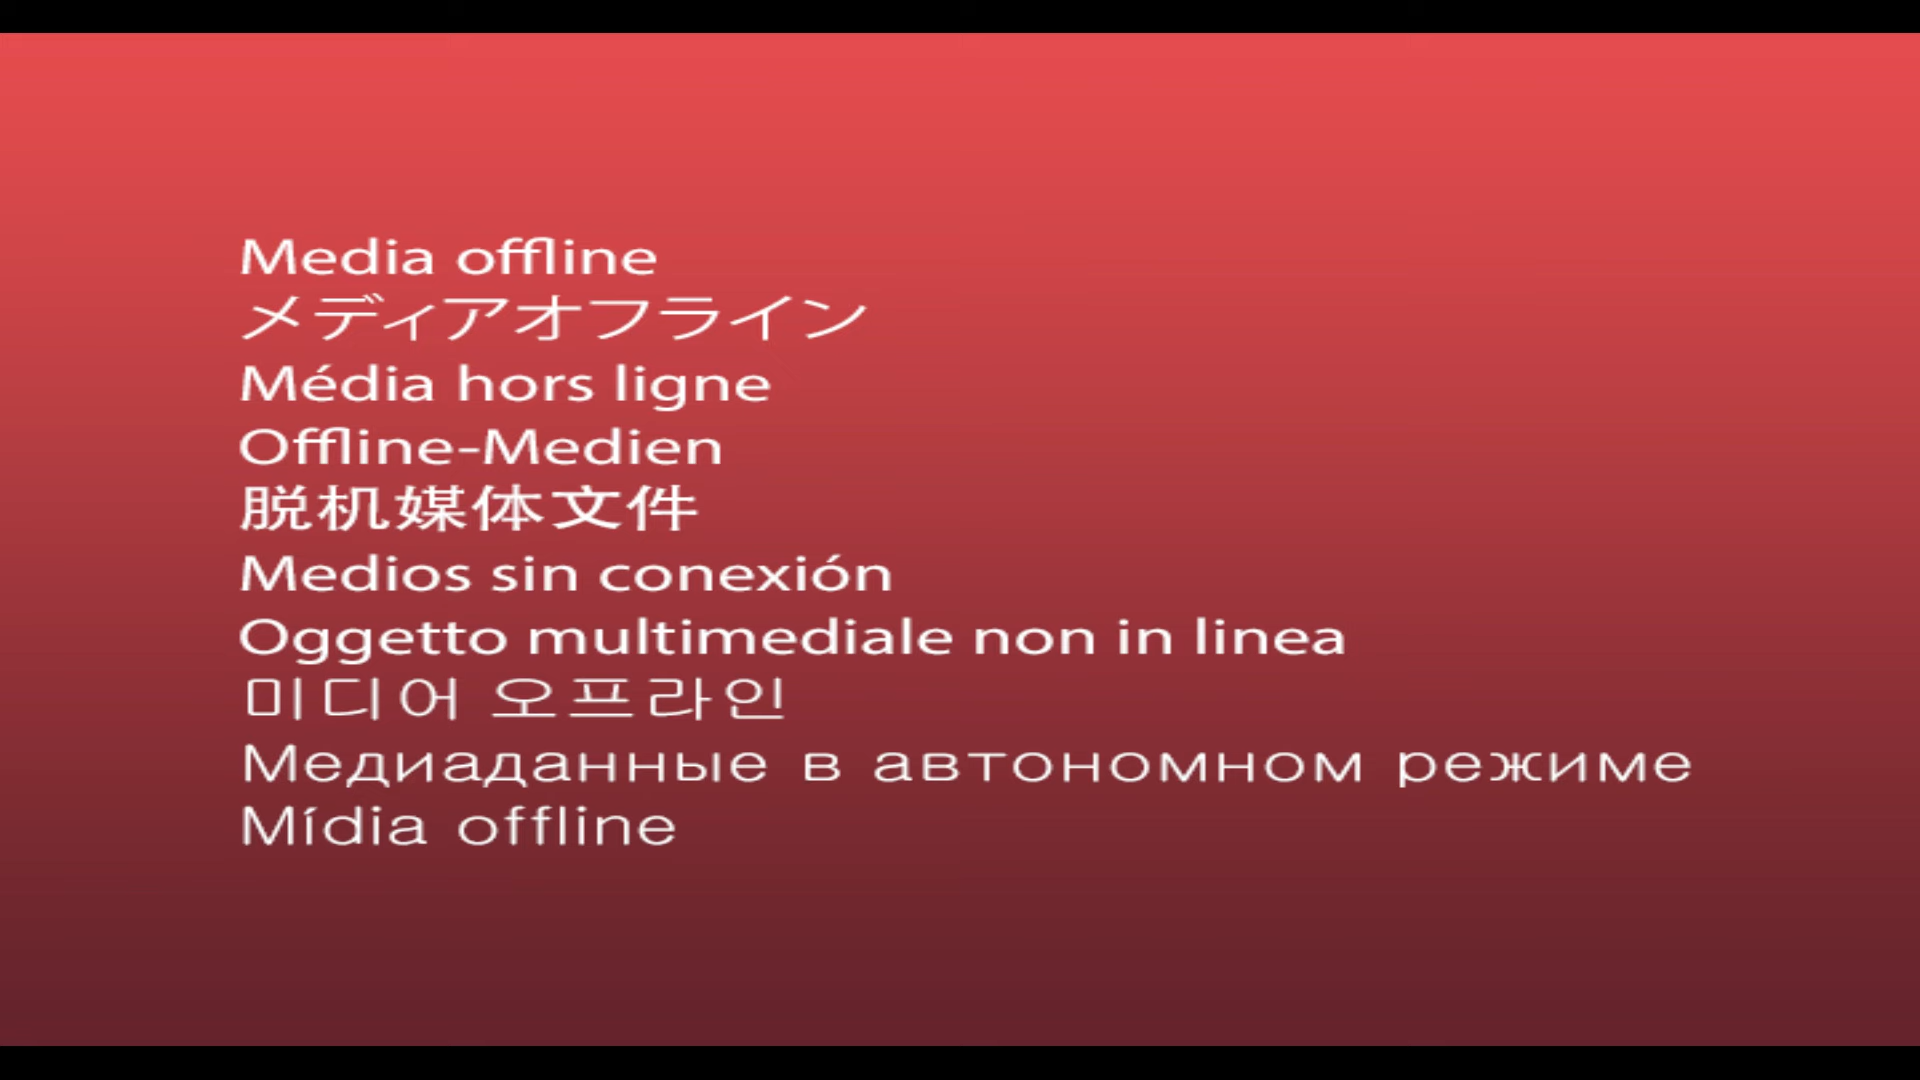 Media offline
メディアオフライン
Média hors ligne
Offline-Medien
脱机媒体文件
Medios sin conexión
Oggetto multimediale non in linea
미디어 오프라인
Медиаданные в автономном режиме
Mídia offline